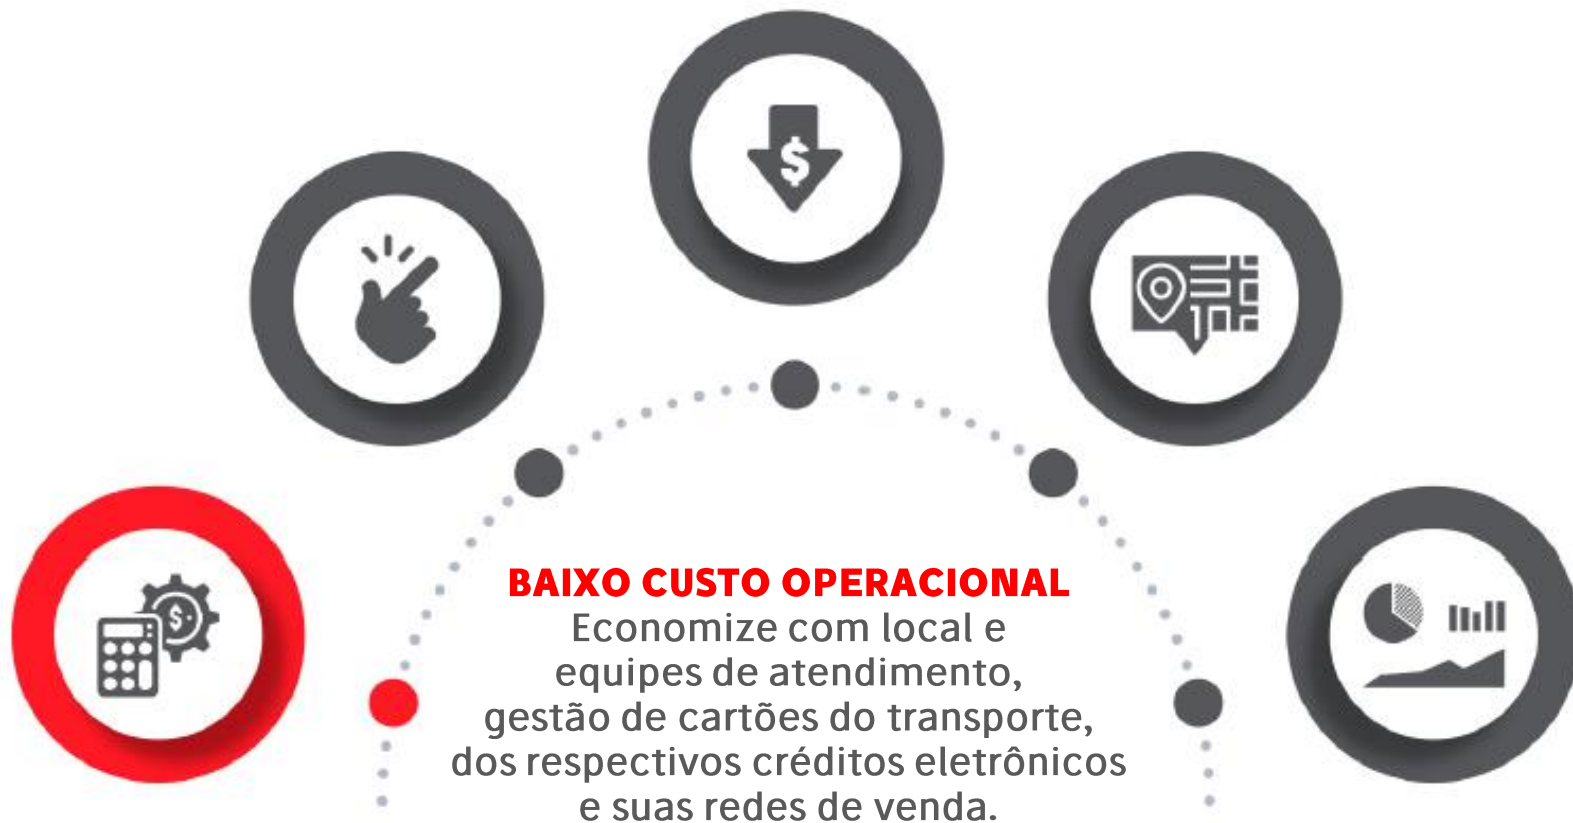 BAIXO CUSTO OPERACIONAL
Economize com local e
equipes de atendimento,
gestão de cartões do transporte,
dos respectivos créditos eletrônicos
e suas redes de venda.